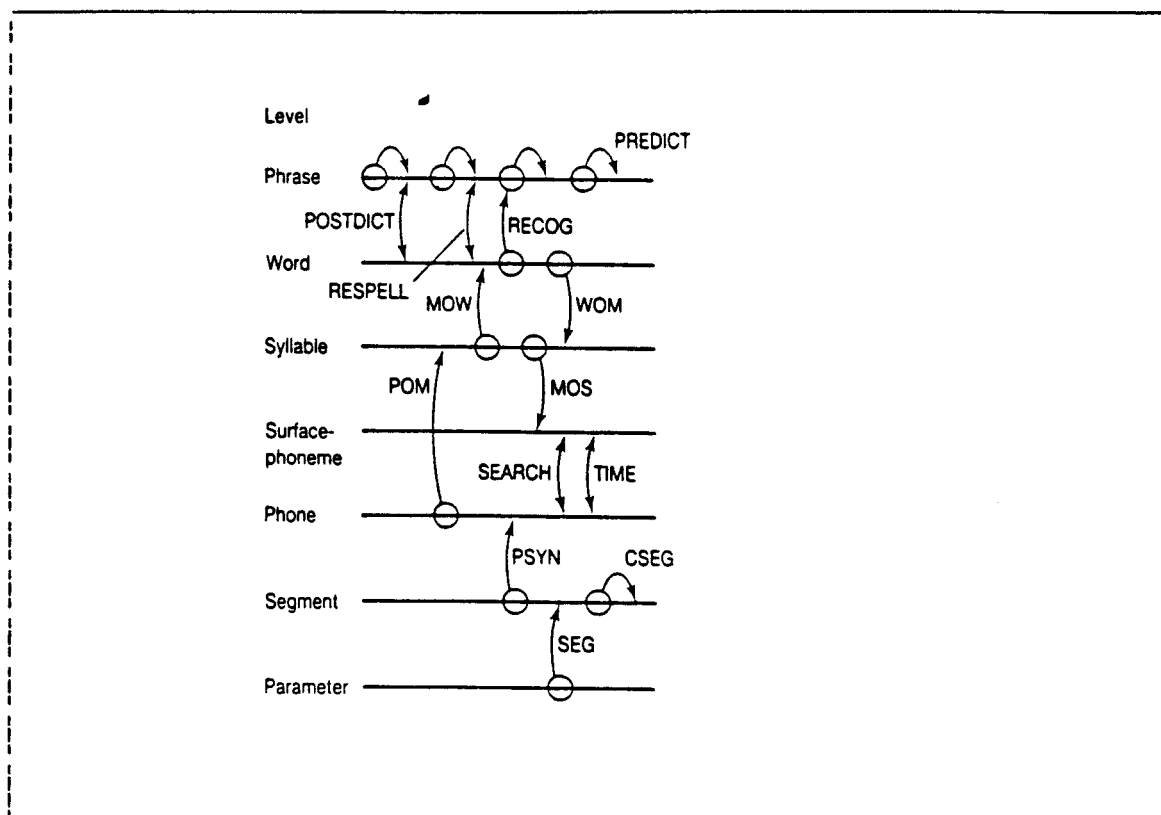 Level
PREDICT
Phrase
POSTDICT
RECOG
Word
RESPELL
MOW
WOM
Syllable
POM
MOS
Surface-
phoneme
SEARCH
TIME
Phone
PSYN
CSEG
Segment
SEG
Parameter